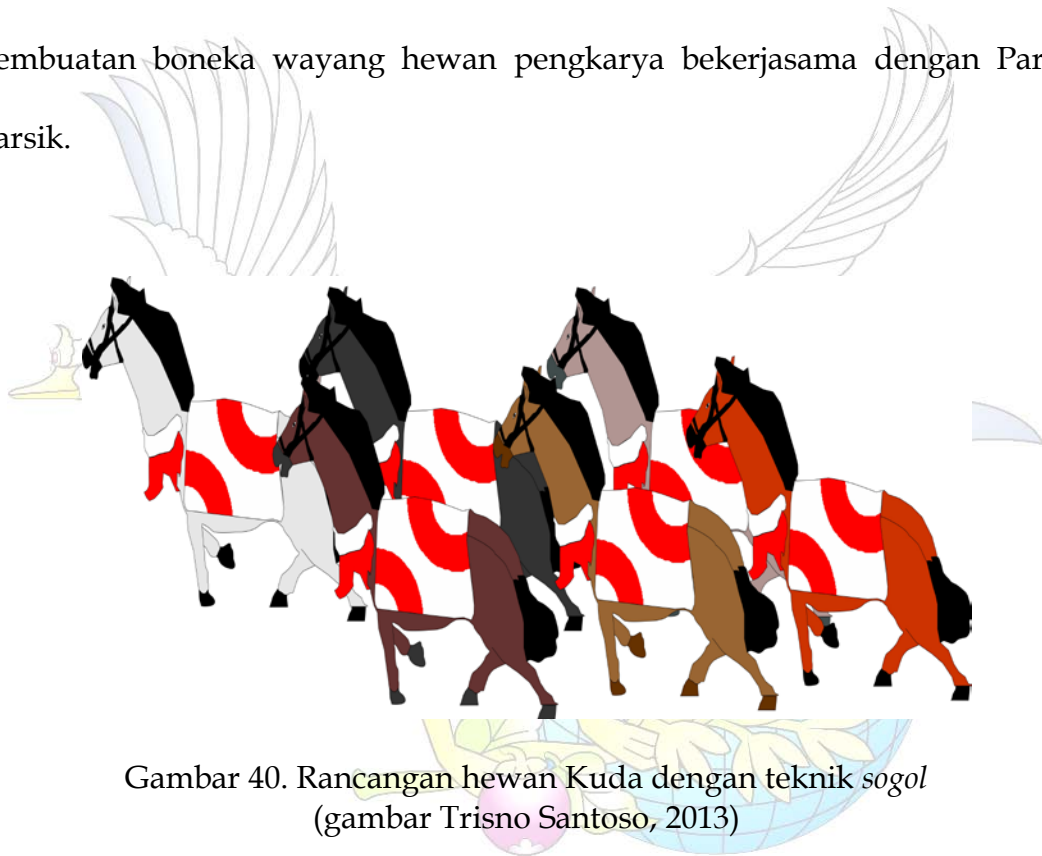 embuatan boneka wayang hewan pengkarya bekerjasama dengan Par
arsik.
Gambar 40. Rancangan hewan Kuda dengan teknik sogol
(gambar Trisno Santoso, 2013)